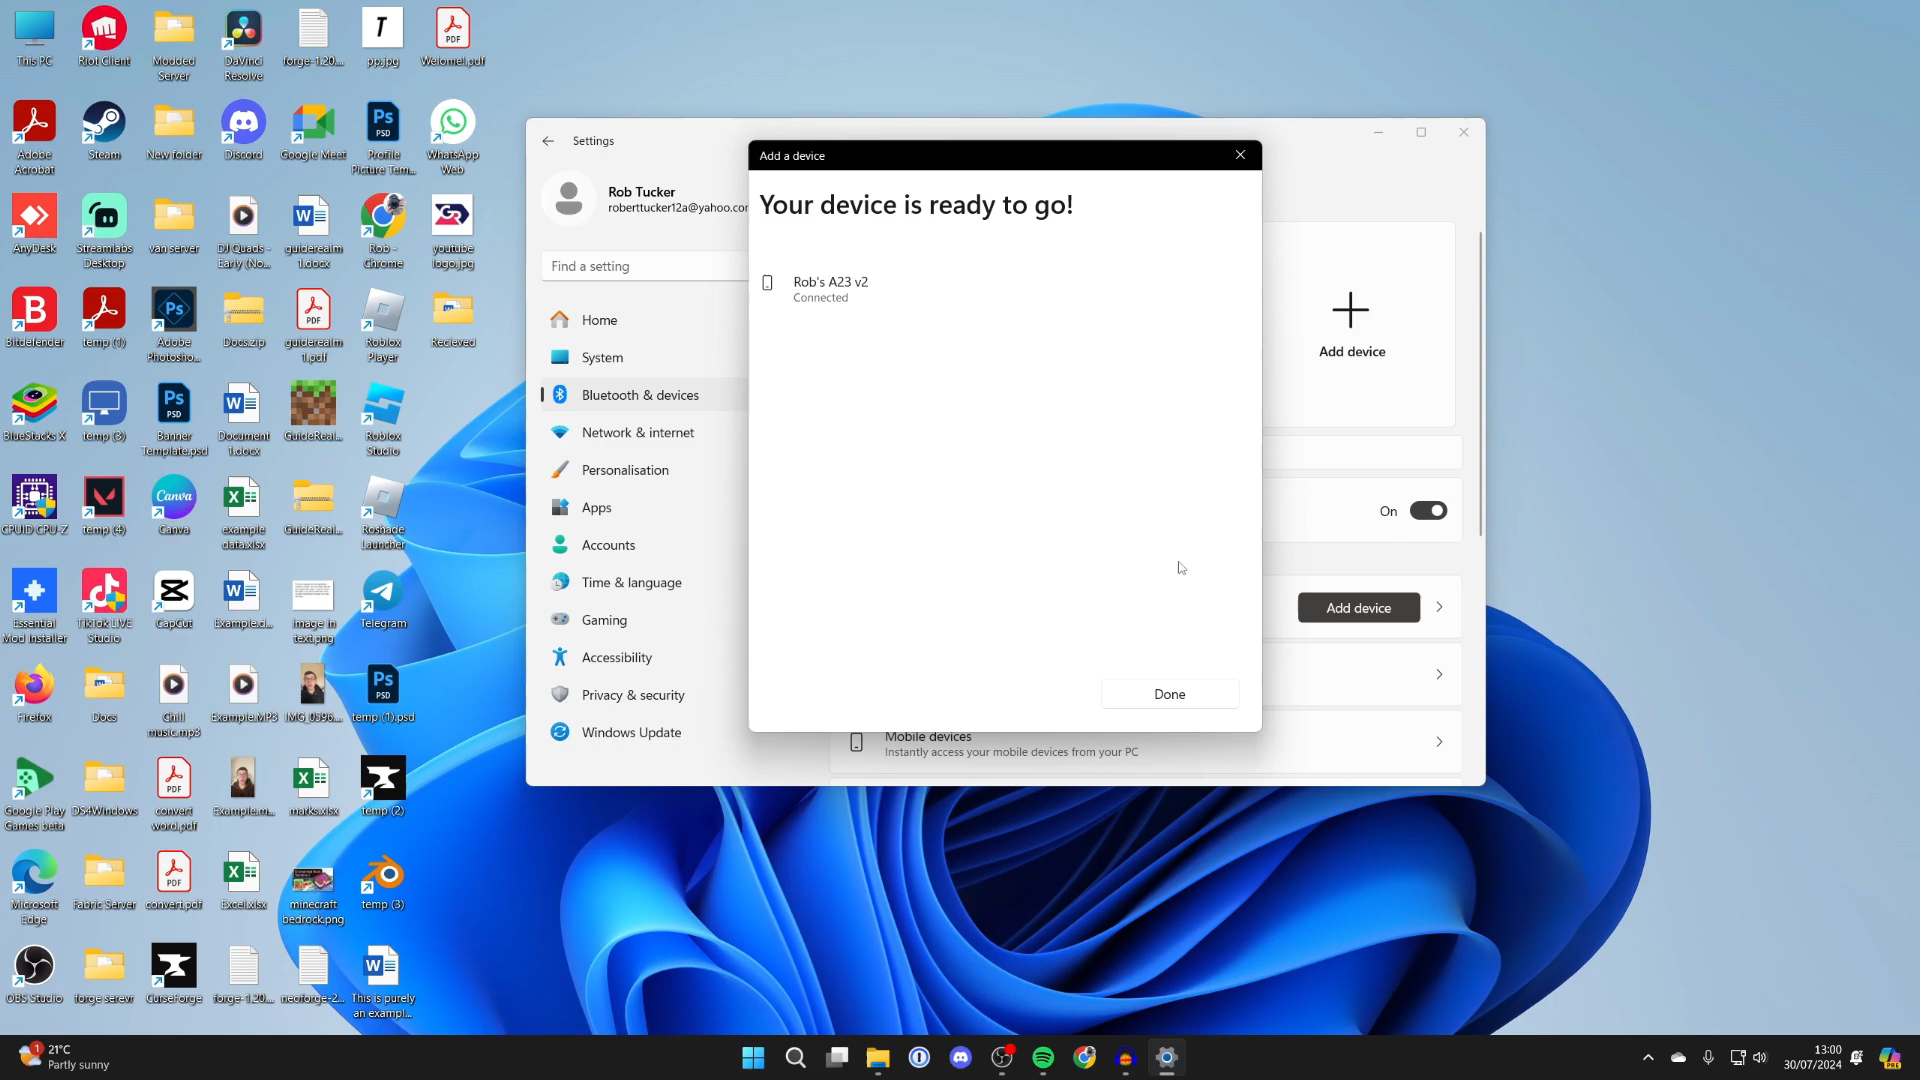 This PC
Riot Client
Modded
Server
DaVinci
Resolve
forge-1.20....
pp.jpg
Welome!.pdf
Adobe
Acrobat
Steam
New folder
Discord
Google Meet
Profile
Picture Tem...
WhatsApp
Web
AnyDesk
Streamlabs
Desktop
van server
DJ Quads -
Early (No...
guiderealm
1.docx
Rob -
Chrome
youtube
logo.jpg
Bitdefender
temp (1)
Adobe
Photosho...
Docs.zip
guiderealm
1.pdf
Roblox
Player
Recieved
BlueStacks X
temp (3)
Banner
Template.psd
Document
1.docx
GuideReal...
Roblox
Studio
CPUID CPU-Z
temp (4)
Canva
example
data.xlsx
GuideReal...
Roshade
Launcher
Essential
Mod Installer
TikTok LIVE
Studio
CapCut
Example.d...
image in
text.png
Telegram
Firefox
Docs
Chill
music.mp3
Example.MP3
IMG_0596...
temp (1).psd
Google Play
Games beta
DS4Windows
convert
word.pdf
Example.m...
marks.xlsx
temp (2)
Microsoft
Edge
Fabric Server
convert.pdf
Excel.xlsx
minecraft
bedrock.png
temp (3)
OBS Studio
forge serevr
CurseForge
forge-1.20....
neoforge-2...
This is purely
an exampl...
Settings
Rob Tucker
roberttucker12a@yahoo.com
Find a setting
Home
System
Bluetooth & devices
Network & internet
Personalisation
Apps
Accounts
Time & language
Gaming
Accessibility
Privacy & security
Windows Update
Add a device
Your device is ready to go!
Rob's A23 v2
Connected
Done
Add device
On
Add device
Mobile devices
Instantly access your mobile devices from your PC
1
21°C
Partly sunny
13:00
30/07/2024
PRE